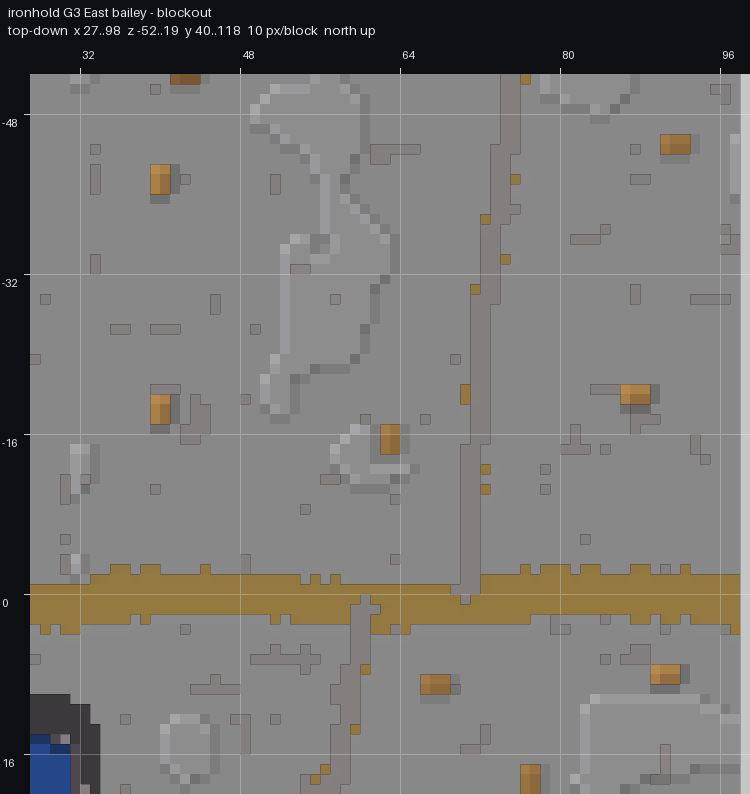 ironhold G3 East bailey - blockout
top-down  x 27..98  z -52..19  y 40..118  10 px/block  north up
32 48 64 80 96
-48
-32
-16
0
16